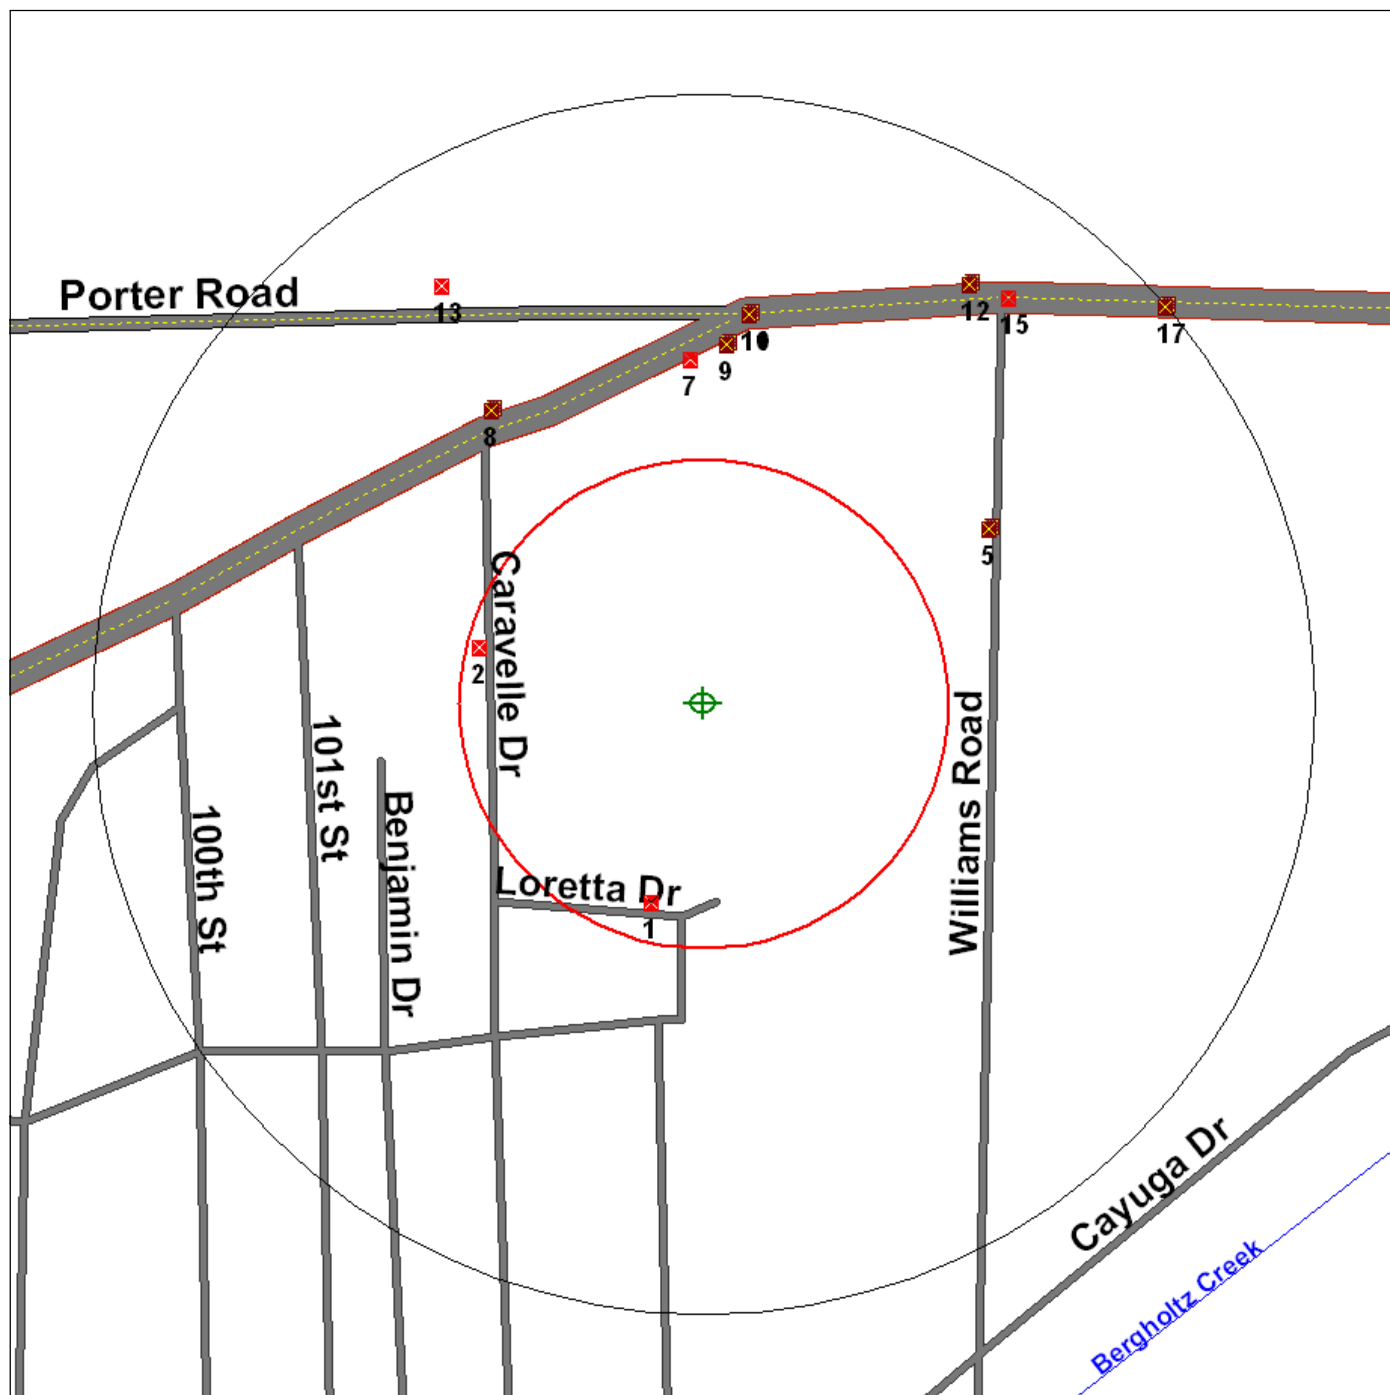 Porter Road
13
12
15
17
10
9
7
8
5
Caravelle Dr
2
101st St
Williams Road
Benjamin Dr
100th St
Loretta Dr
1
Cayuga Dr
Bergholtz Creek